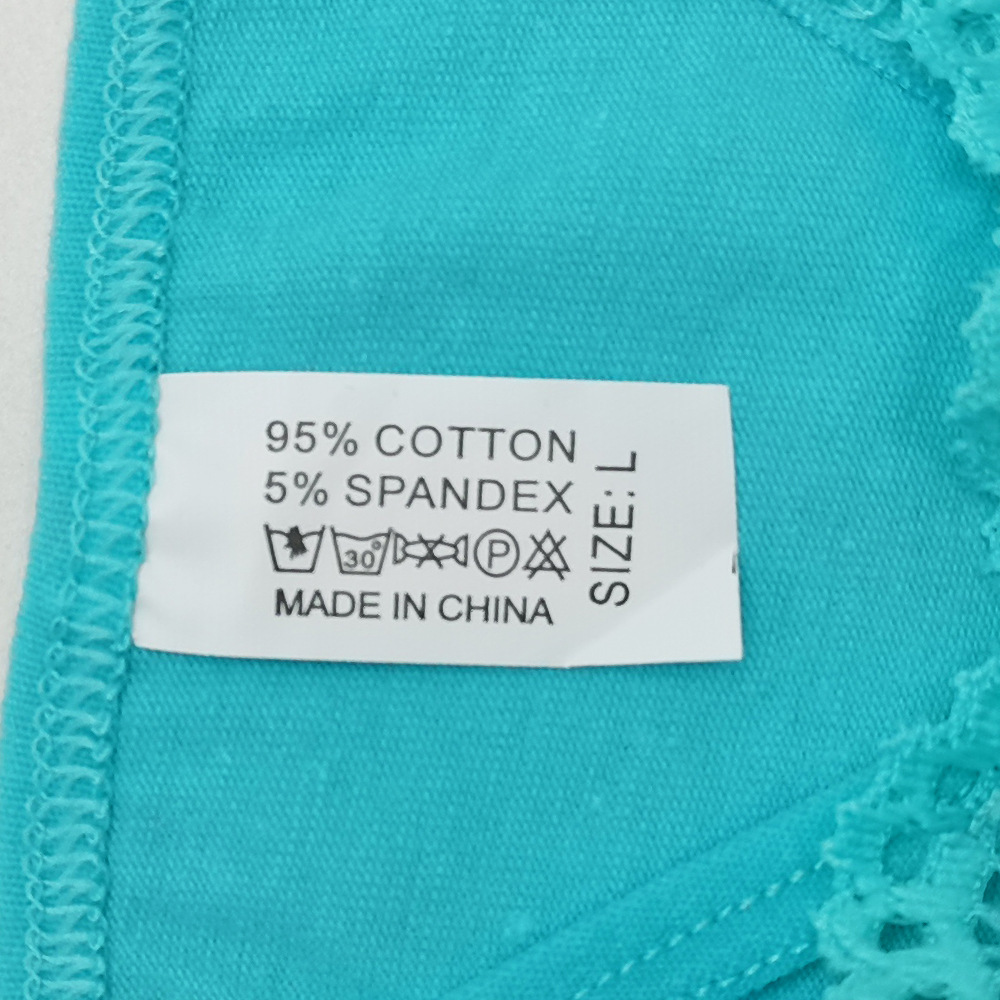 95% COTTON
5% SPANDEX
30°
P
MADE IN CHINA
SIZE: L